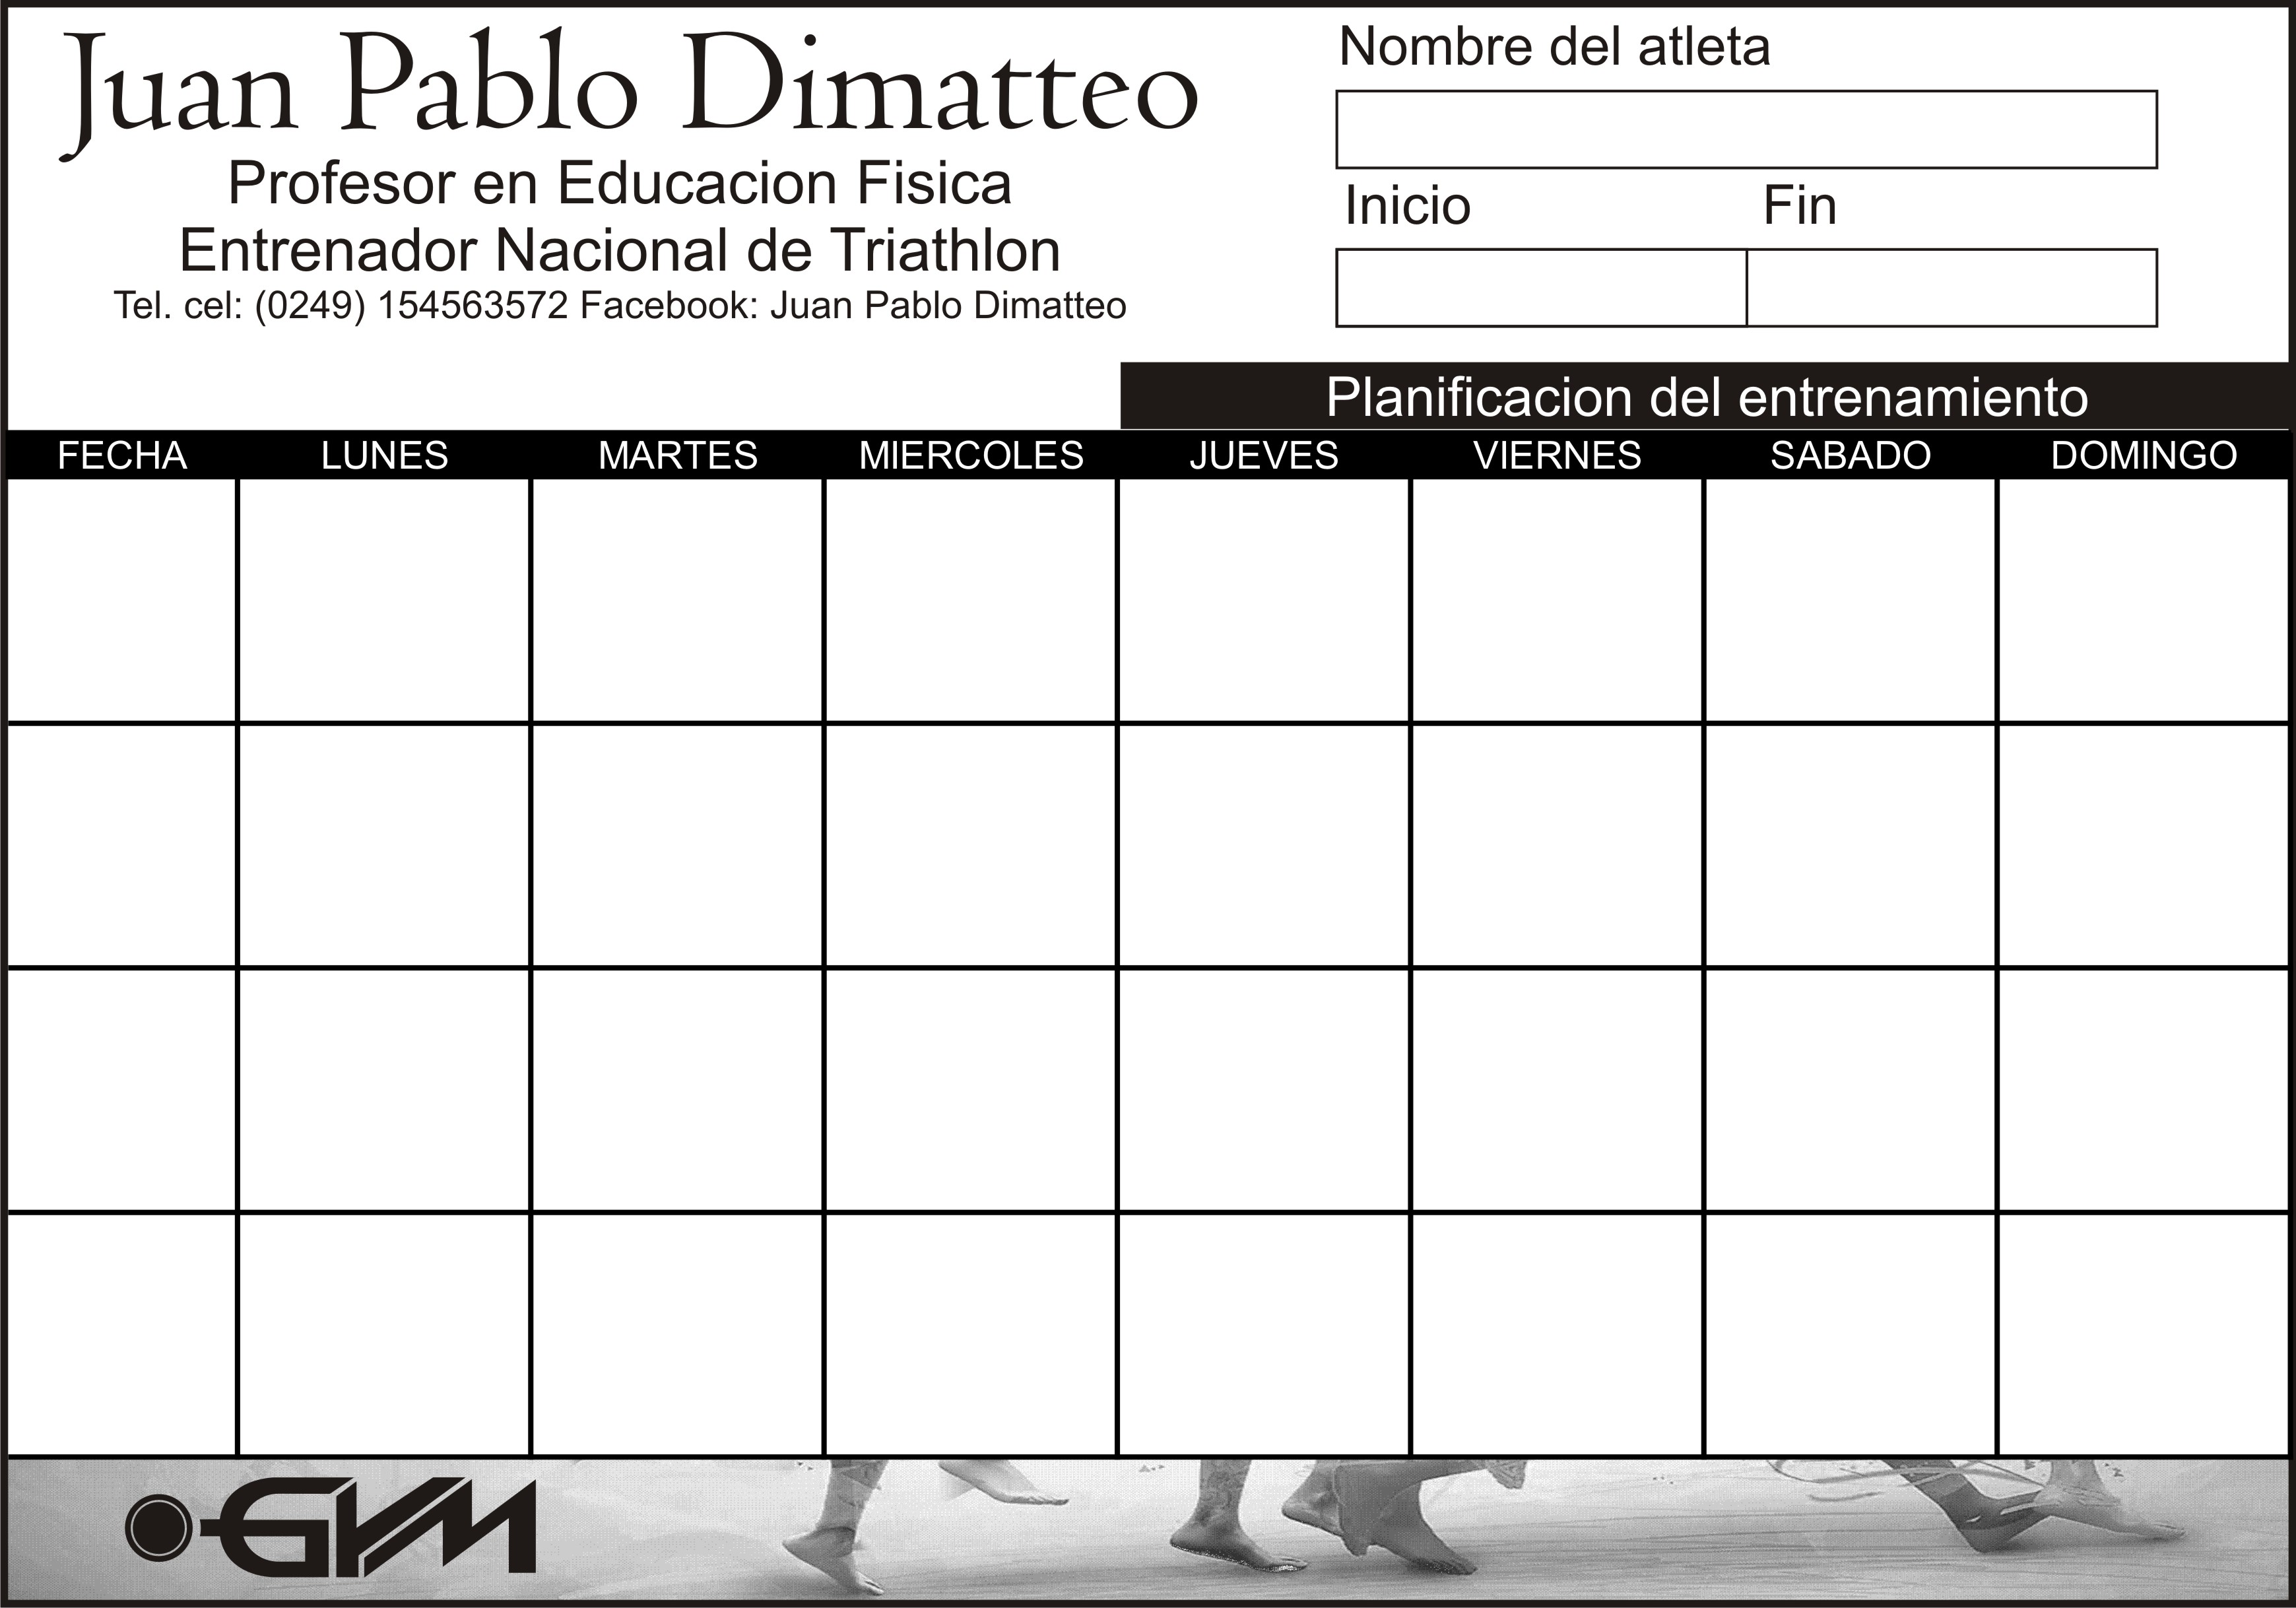 Juan Pablo Dimatteo
Profesor en Educacion Fisica
Entrenador Nacional de Triathlon
Tel. cel: (0249) 154563572 Facebook: Juan Pablo Dimatteo
Nombre del atleta
Inicio Fin
Planificacion del entrenamiento
FECHA LUNES MARTES MIERCOLES JUEVES VIERNES SABADO DOMINGO
GYM